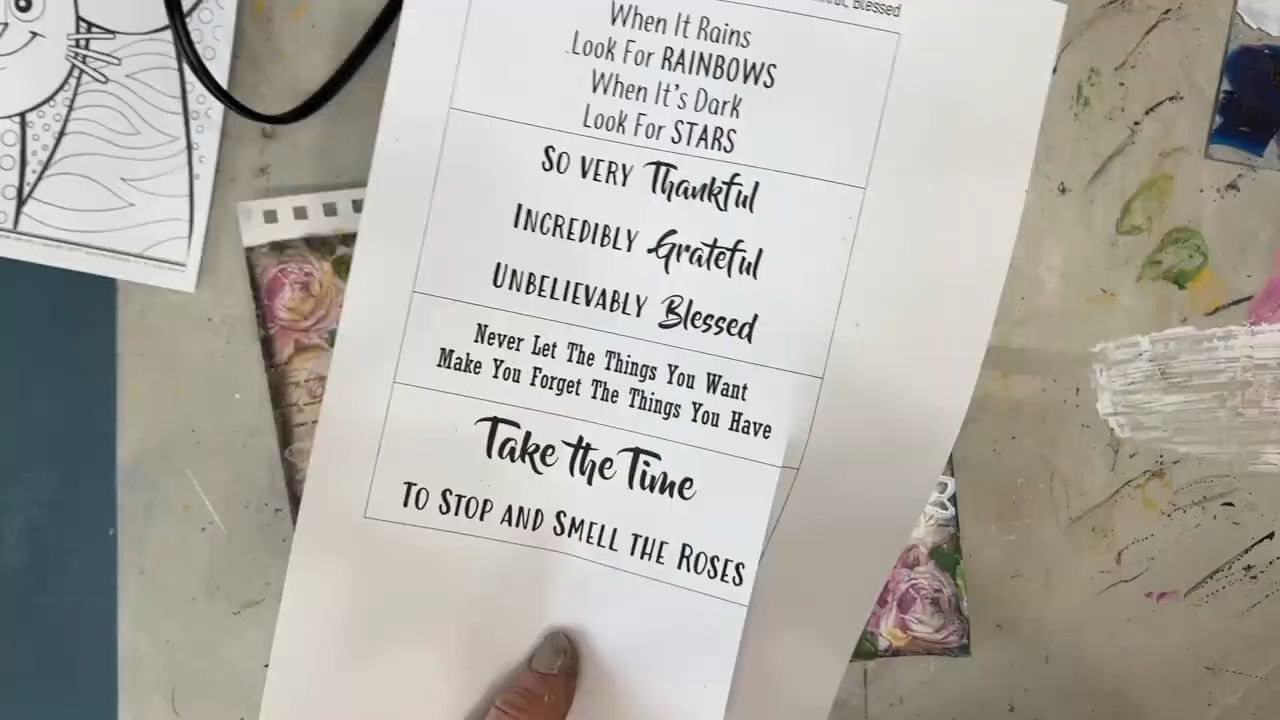 Blessed
When It Rains
Look For RAINBOWS
When It's Dark
Look For STARS
SO VERY Thankful
INCREDIBLY Grateful
UNBELIEVABLY Blessed
Never Let The Things You Want
Make You Forget The Things You Have
Take the Time
TO STOP AND SMELL THE ROSES